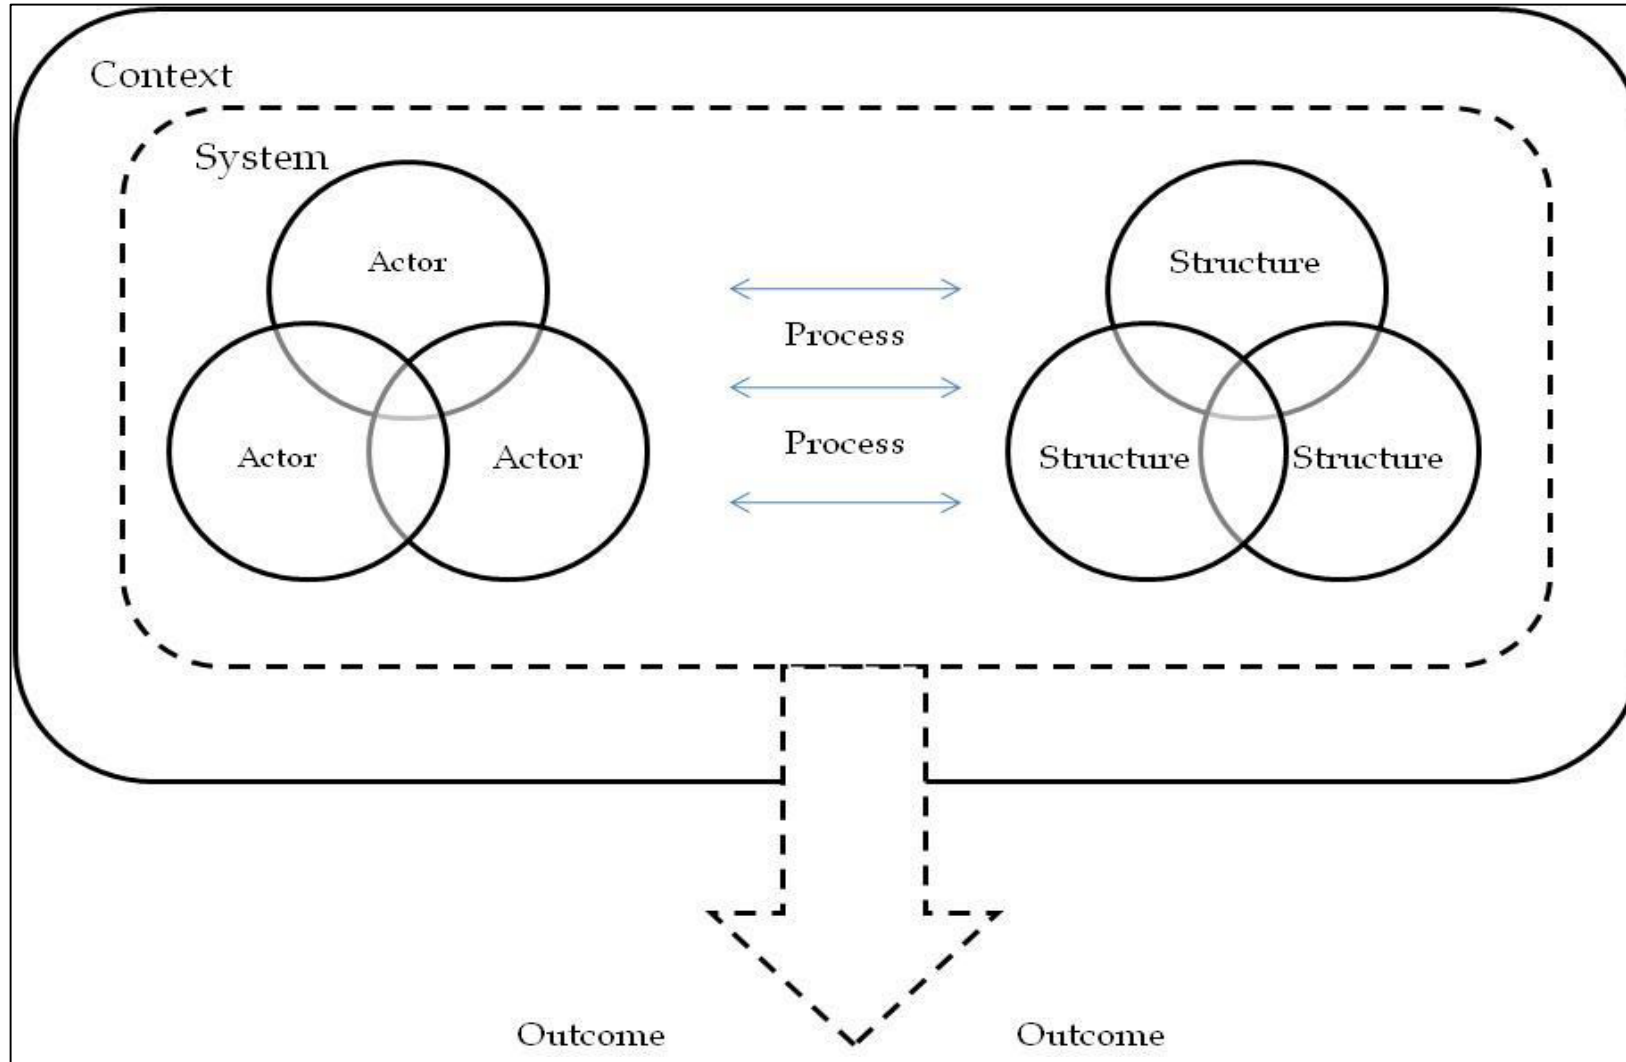 Context
System
Actor
Structure
Process
Process
Actor
Actor
Structure
Structure
Outcome
Outcome